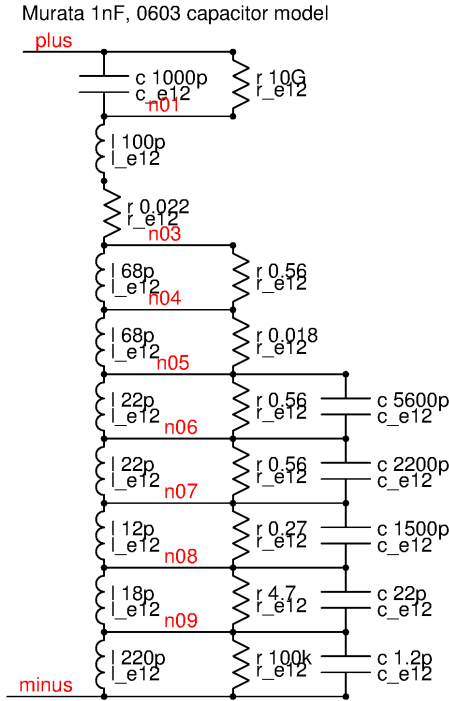 Murata 1nF, 0603 capacitor model
plus
c 1000p r 10G
c_e12 r_e12
n01
l 100p
l_e12
r 0.022
r_e12
n03
l 68p r 0.56
l_e12 r_e12
n04
l 68p r 0.018
l_e12 r_e12
n05
l 22p r 0.56 c 5600p
l_e12 r_e12 c_e12
n06
l 22p r 0.56 c 2200p
l_e12 r_e12 c_e12
n07
l 12p r 0.27 c 1500p
l_e12 r_e12 c_e12
n08
l 18p r 4.7 c 22p
l_e12 r_e12 c_e12
n09
l 220p r 100k c 1.2p
l_e12 r_e12 c_e12
minus